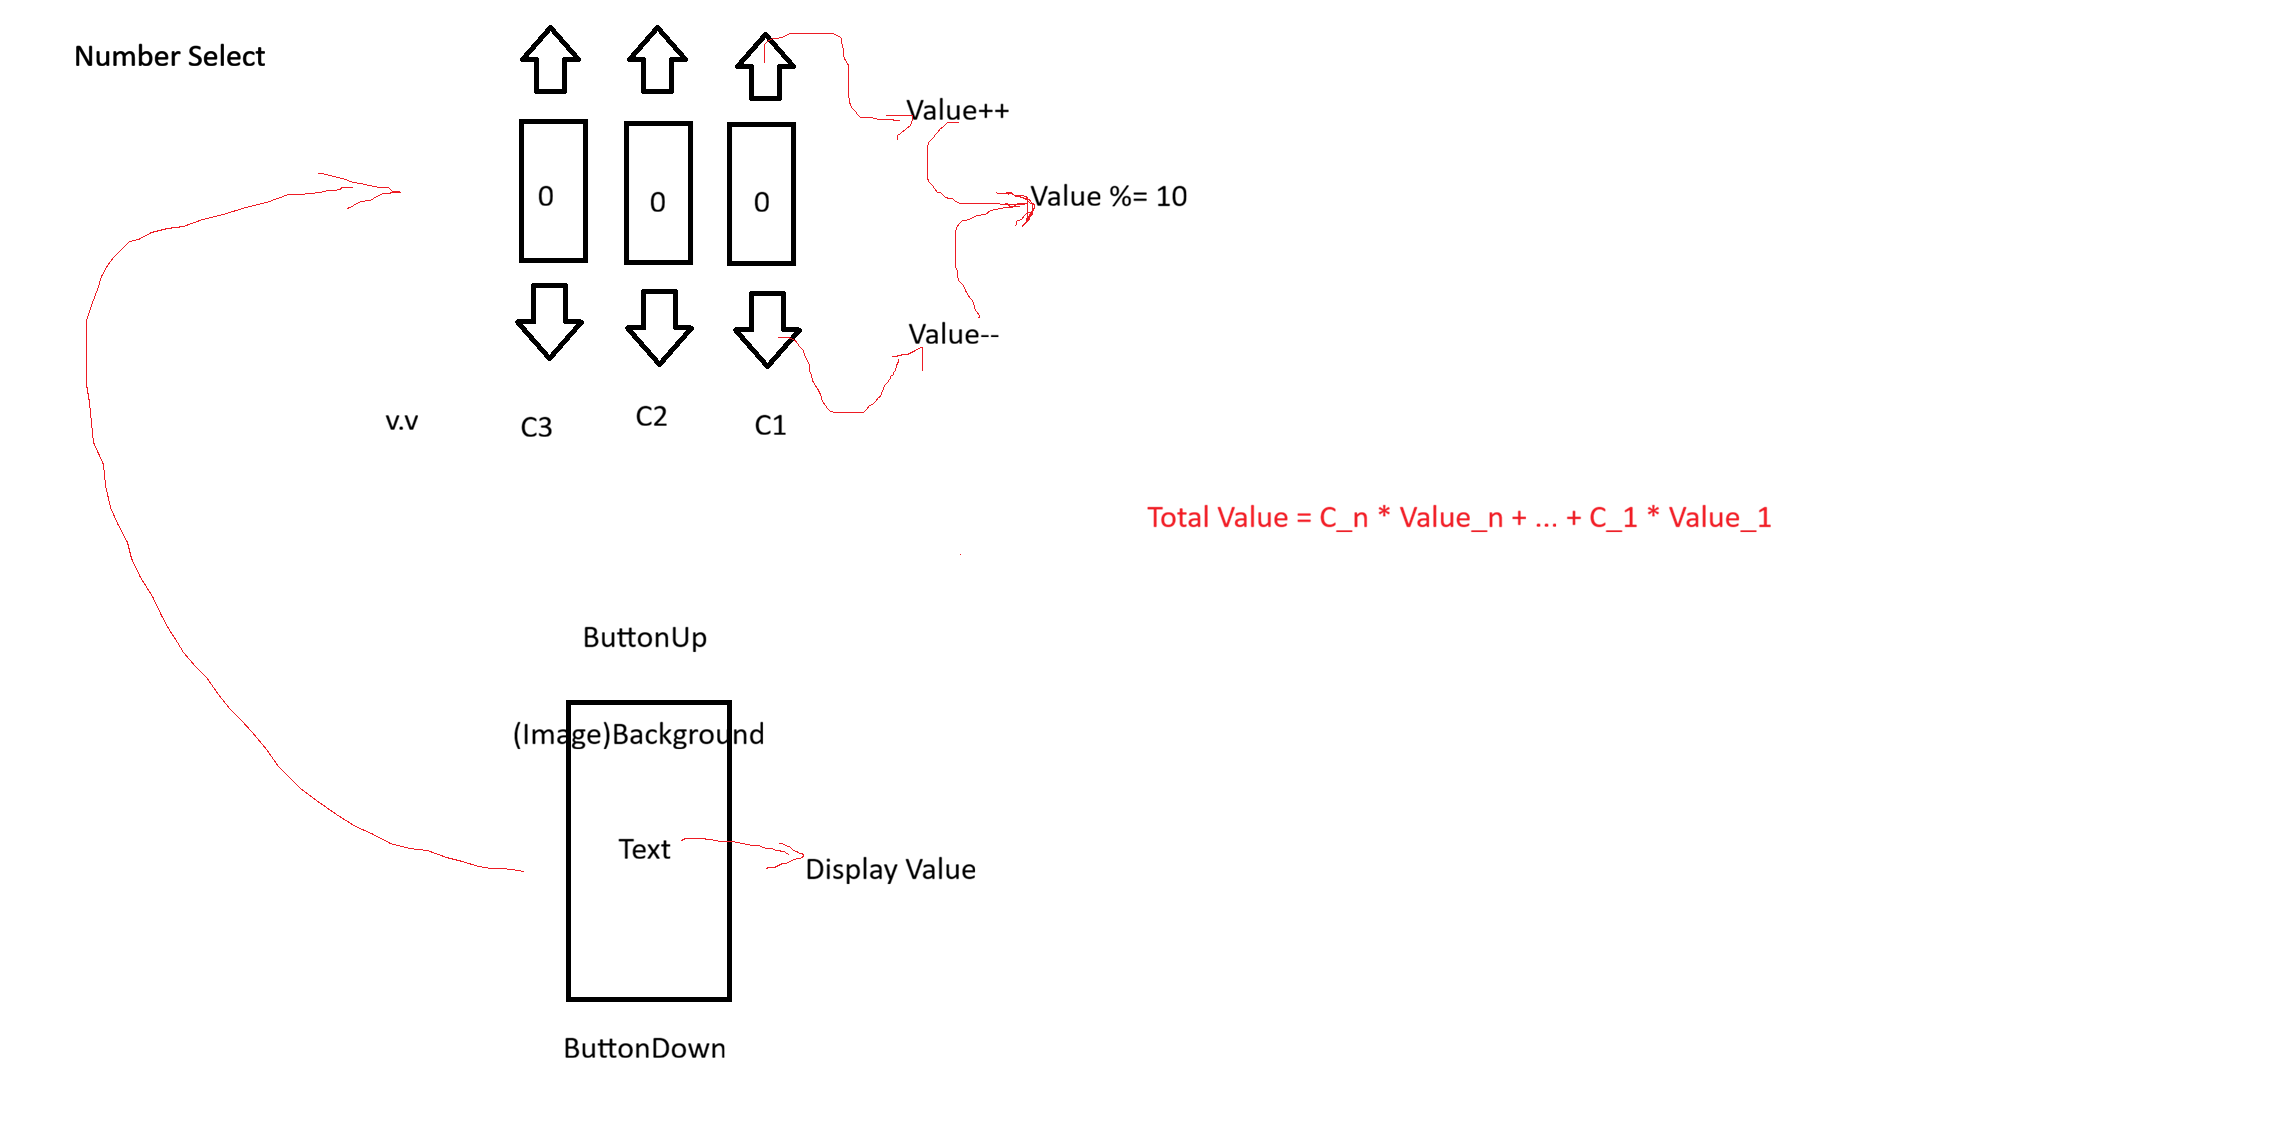 Number Select
Value++
0
0
0
Value %= 10
Value--
v.v
C3
C2
C1
Total Value = C_n * Value_n + ... + C_1 * Value_1
ButtonUp
(Image)Background
Text
Display Value
ButtonDown